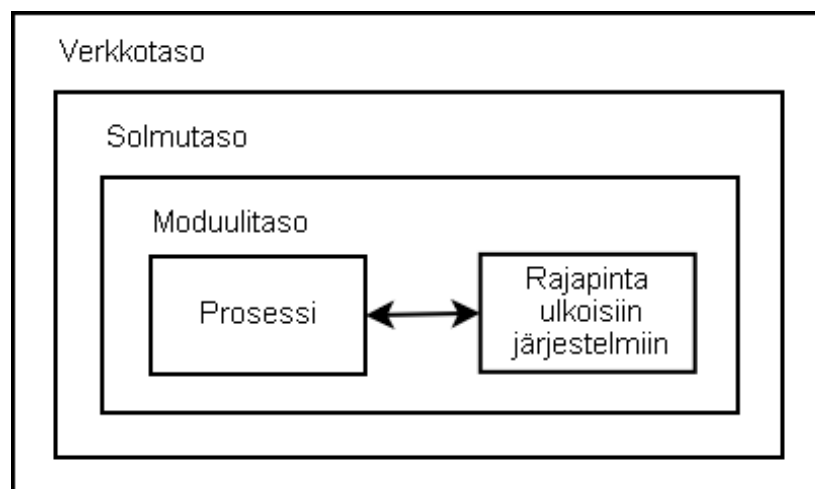 Verkkotaso
Solmutaso
Moduulitaso
Prosessi
Rajapinta
ulkoisiin
järjestelmiin